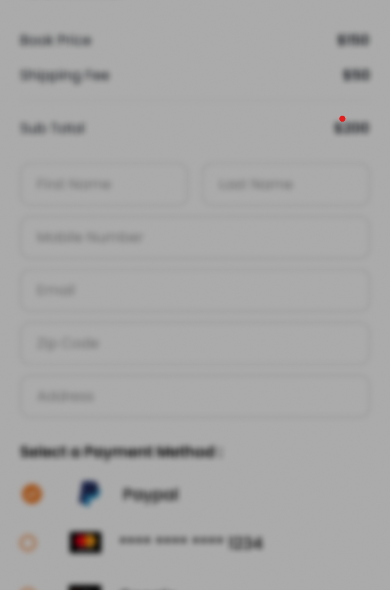 Book Price $150
Shipping Fee $50
Sub Total $200
First Name Last Name
Mobile Number
Email
Zip Code
Address
Select a Payment Method :
Paypal
**** **** **** 1234